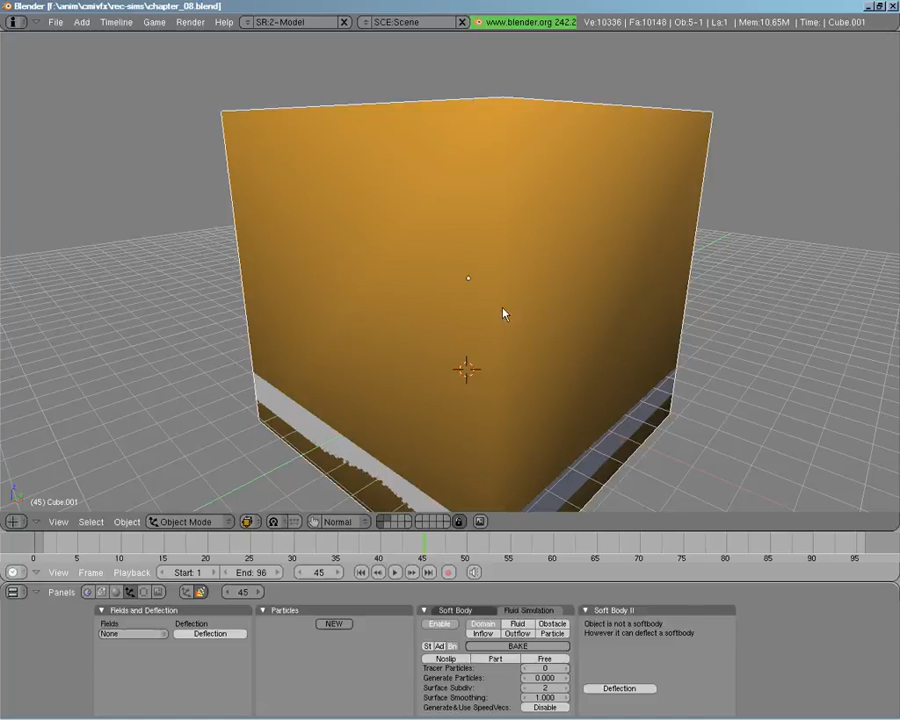 Blender [f:\anim\cmivfx\rec-sims\chapter_08.blend]
File Add Timeline Game Render Help SR:2-Model SCE:Scene www.blender.org 242.2 Ve:10336 | Fa:10148 | Ob:5-1 | La:1 | Mem:10.65M | Time: | Cube.001
(45) Cube.001
View Select Object Object Mode Normal
0 5 10 15 20 25 30 35 40 45 50 55 60 65 70 75 80 85 90 95
View Frame Playback Start: 1 End: 96 45
Panels 45
Fields and Deflection Particles Soft Body Fluid Simulation Soft Body II
Fields Deflection NEW Enable Domain Fluid Obstacle Object is not a softbody
None Deflection Inflow Outflow Particle However it can deflect a softbody
St Ad Bn BAKE
Noslip Part Free
Tracer Particles: 0
Generate Particles: 0.000
Surface Subdiv: 2 Deflection
Surface Smoothing: 1.000
Generate&Use SpeedVecs: Disable